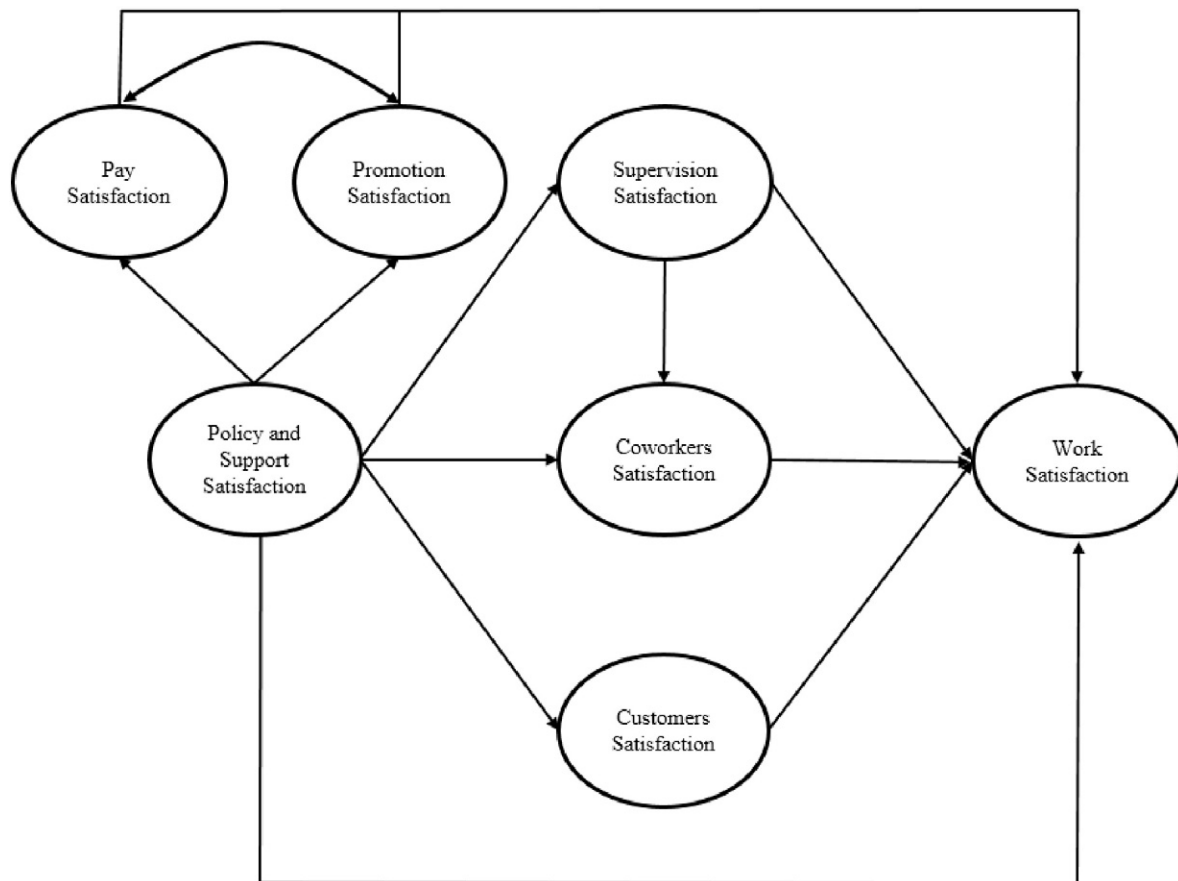 Pay
Satisfaction
Promotion
Satisfaction
Supervision
Satisfaction
Policy and
Support
Satisfaction
Coworkers
Satisfaction
Work
Satisfaction
Customers
Satisfaction